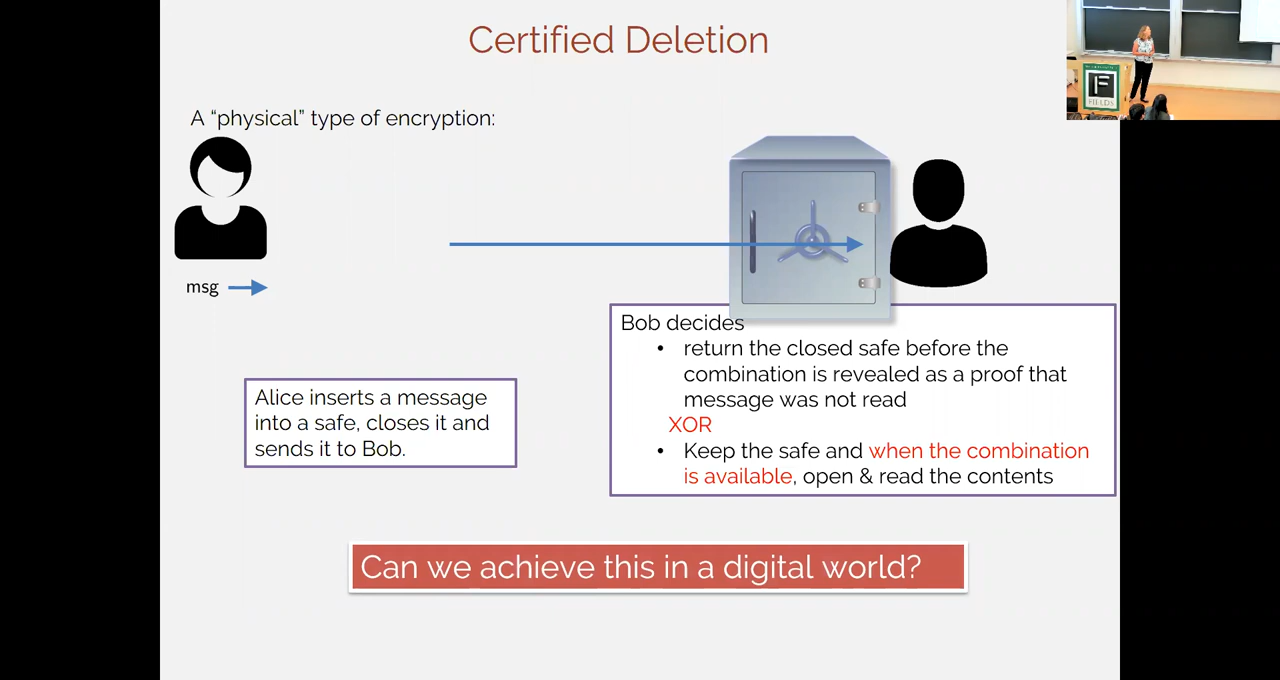 Certified Deletion
A “physical” type of encryption:
msg
Alice inserts a message
into a safe, closes it and
sends it to Bob.
Bob decides
• return the closed safe before the
combination is revealed as a proof that
message was not read
XOR
• Keep the safe and when the combination
is available, open & read the contents
Can we achieve this in a digital world?
F
FIELDS